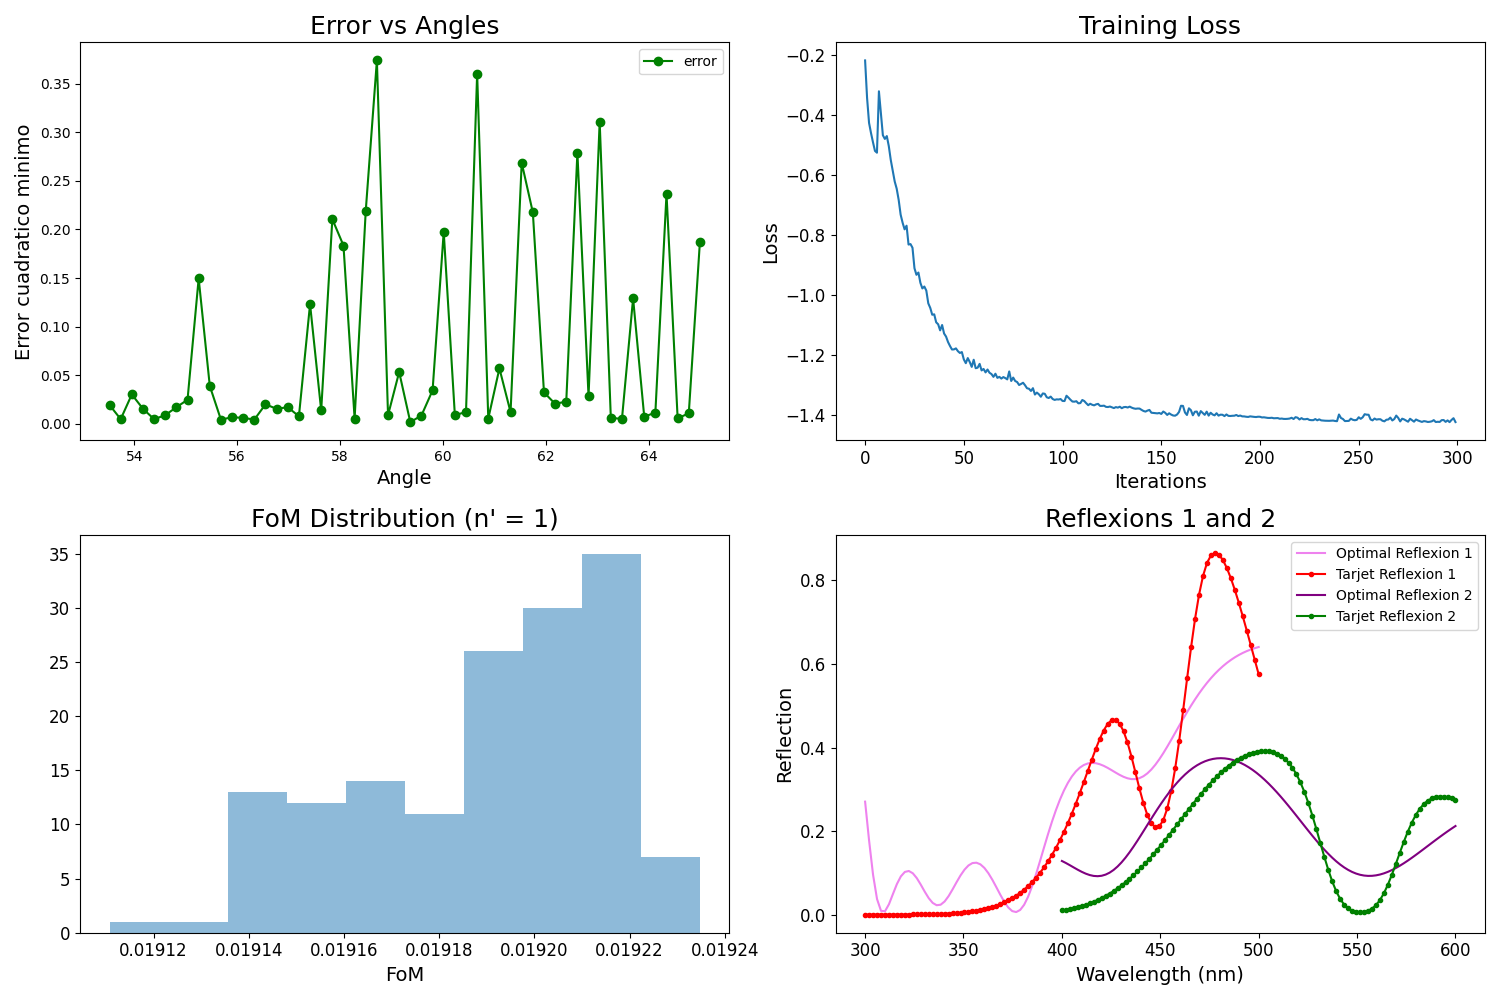 Error vs Angles
error
Error cuadratico minimo
0.35
0.30
0.25
0.20
0.15
0.10
0.05
0.00
54 56 58 60 62 64
Angle
Training Loss
Loss
−0.2
−0.4
−0.6
−0.8
−1.0
−1.2
−1.4
0 50 100 150 200 250 300
Iterations
FoM Distribution (n' = 1)
35
30
25
20
15
10
5
0
0.01912 0.01914 0.01916 0.01918 0.01920 0.01922 0.01924
FoM
Reflexions 1 and 2
Optimal Reflexion 1
Tarjet Reflexion 1
Optimal Reflexion 2
Tarjet Reflexion 2
Reflection
0.8
0.6
0.4
0.2
0.0
300 350 400 450 500 550 600
Wavelength (nm)